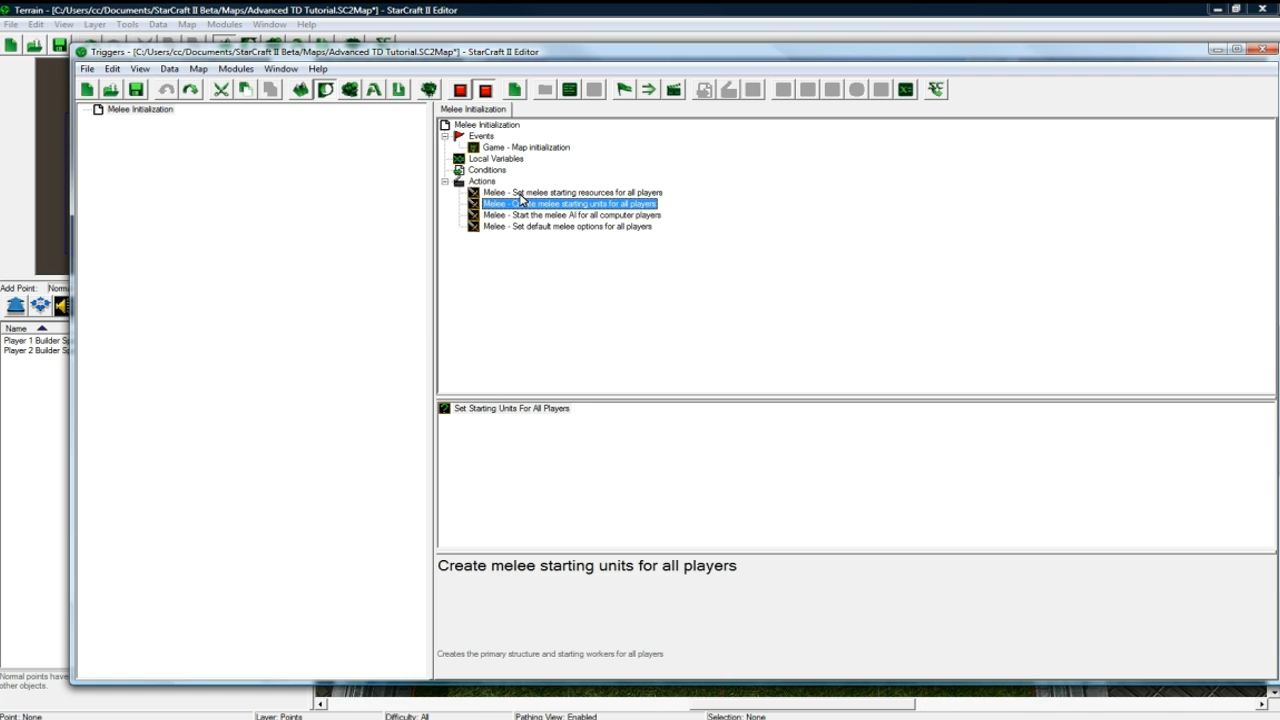 Terrain - [C:/Users/cc/Documents/StarCraft II Beta/Maps/Advanced TD Tutorial.SC2Map*] - StarCraft II Editor
File Edit View Layer Tools Data Map Modules Window Help
Triggers - [C:/Users/cc/Documents/StarCraft II Beta/Maps/Advanced TD Tutorial.SC2Map*] - StarCraft II Editor
File Edit View Data Map Modules Window Help
Melee Initialization
Melee Initialization
Melee Initialization
Events
Game - Map initialization
Local Variables
Conditions
Actions
Melee - Set melee starting resources for all players
Melee - Create melee starting units for all players
Melee - Start the melee AI for all computer players
Melee - Set default melee options for all players
Add Point: Norm
Name
Player 1 Builder Sp
Player 2 Builder Sp
Set Starting Units For All Players
Create melee starting units for all players
Creates the primary structure and starting workers for all players
Normal points have
other objects.
Point: None Layer: Points Difficulty: All Pathing View: Enabled Selection: None